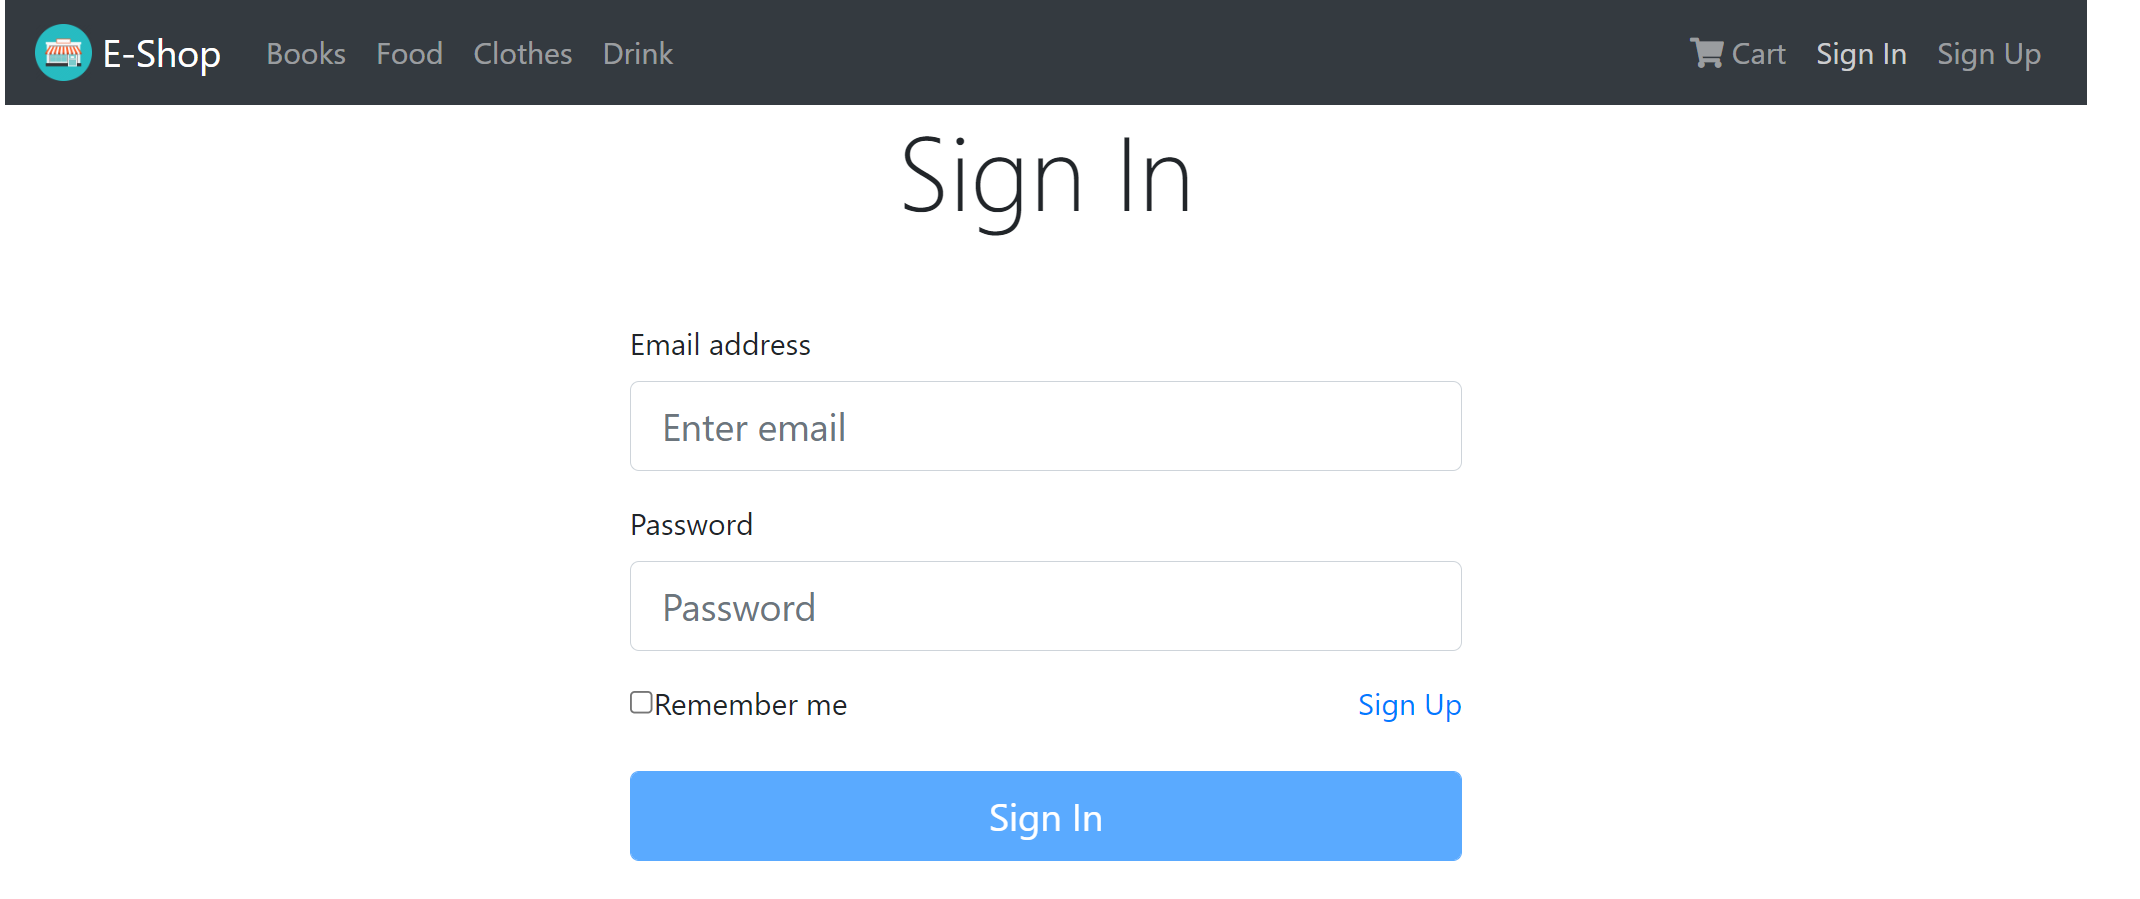 E-Shop Books Food Clothes Drink Cart Sign In Sign Up
Sign In
Email address
Enter email
Password
Password
Remember me Sign Up
Sign In